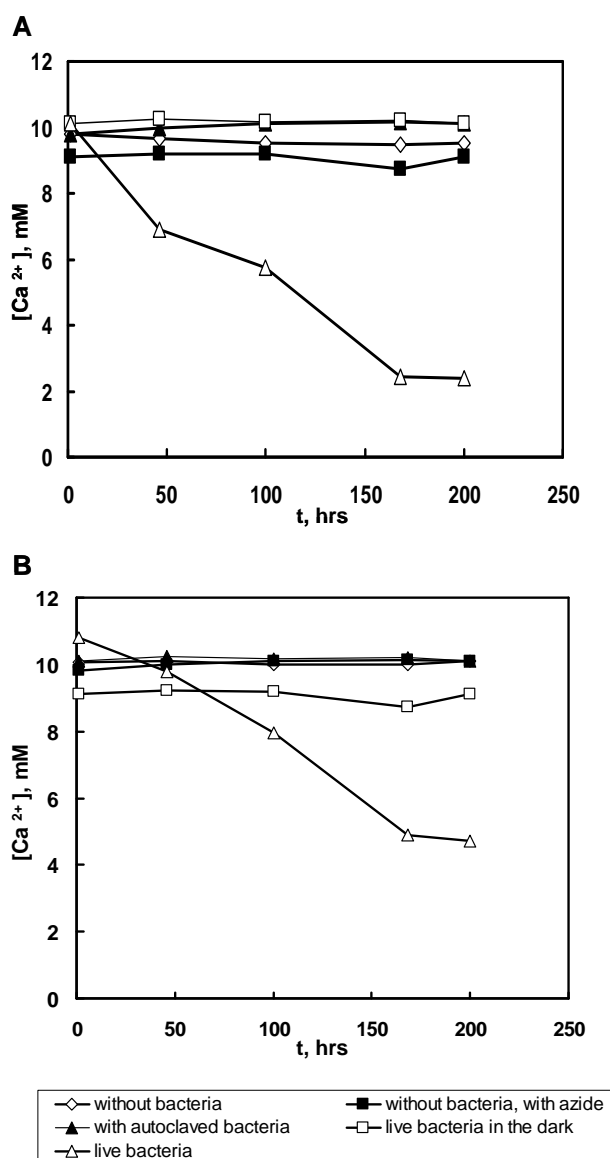 A
12
10
8
6
4
2
0
[Ca 2+ ], mM
0 50 100 150 200 250
t, hrs
B
12
10
8
6
4
2
0
[Ca 2+ ], mM
0 50 100 150 200 250
t, hrs
without bacteria without bacteria, with azide
with autoclaved bacteria live bacteria in the dark
live bacteria